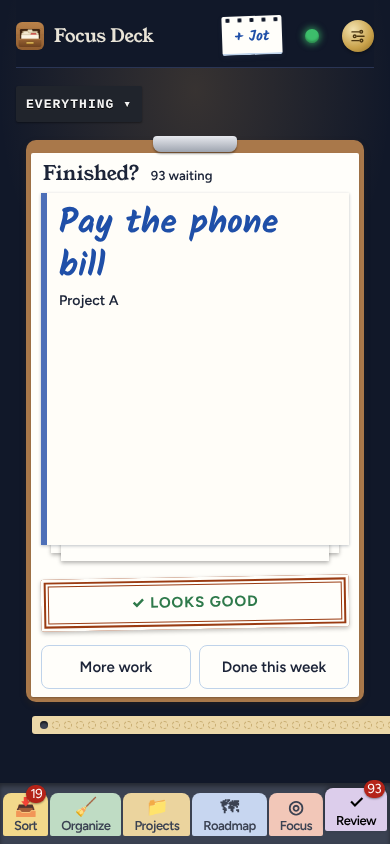 Focus Deck
+ Jot
EVERYTHING ▾
Finished? 93 waiting
Pay the phone
bill
Project A
✓ LOOKS GOOD
More work
Done this week
19
93
Sort
Organize
Projects
Roadmap
Focus
Review